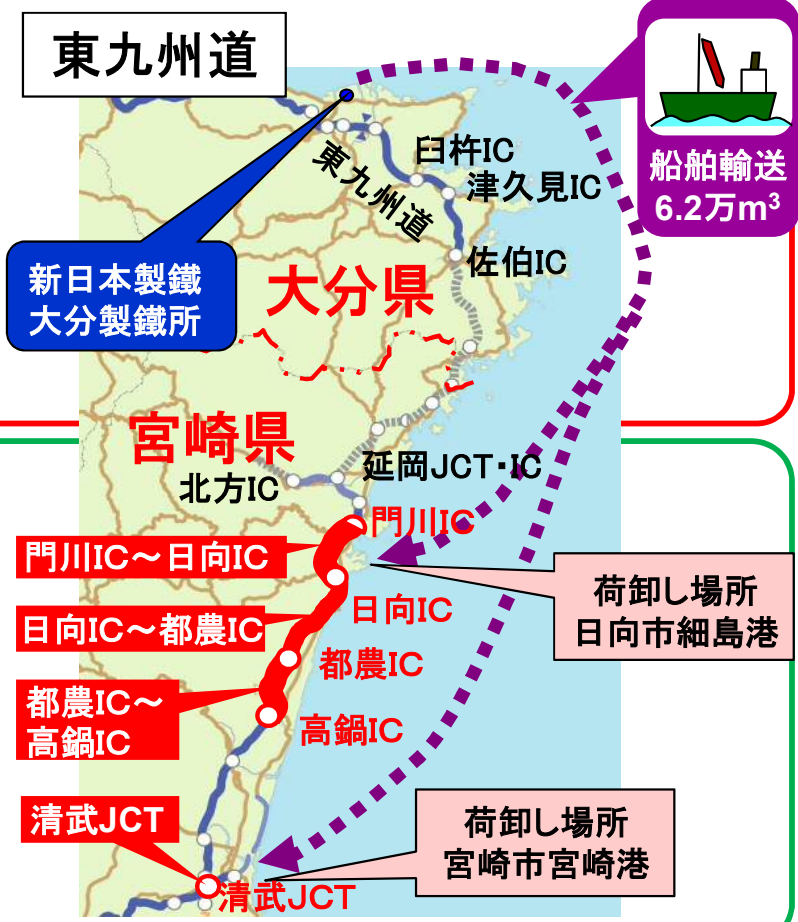 東九州道
船舶輸送
6.2万m³
臼杵IC
津久見IC
東九州道
佐伯IC
新日本製鐵
大分製鐵所
大分県
宮崎県
延岡JCT・IC
北方IC
門川IC
門川IC～日向IC
荷卸し場所
日向市細島港
日向IC
日向IC～都農IC
都農IC
都農IC～
高鍋IC
高鍋IC
清武JCT
荷卸し場所
宮崎市宮崎港
清武JCT